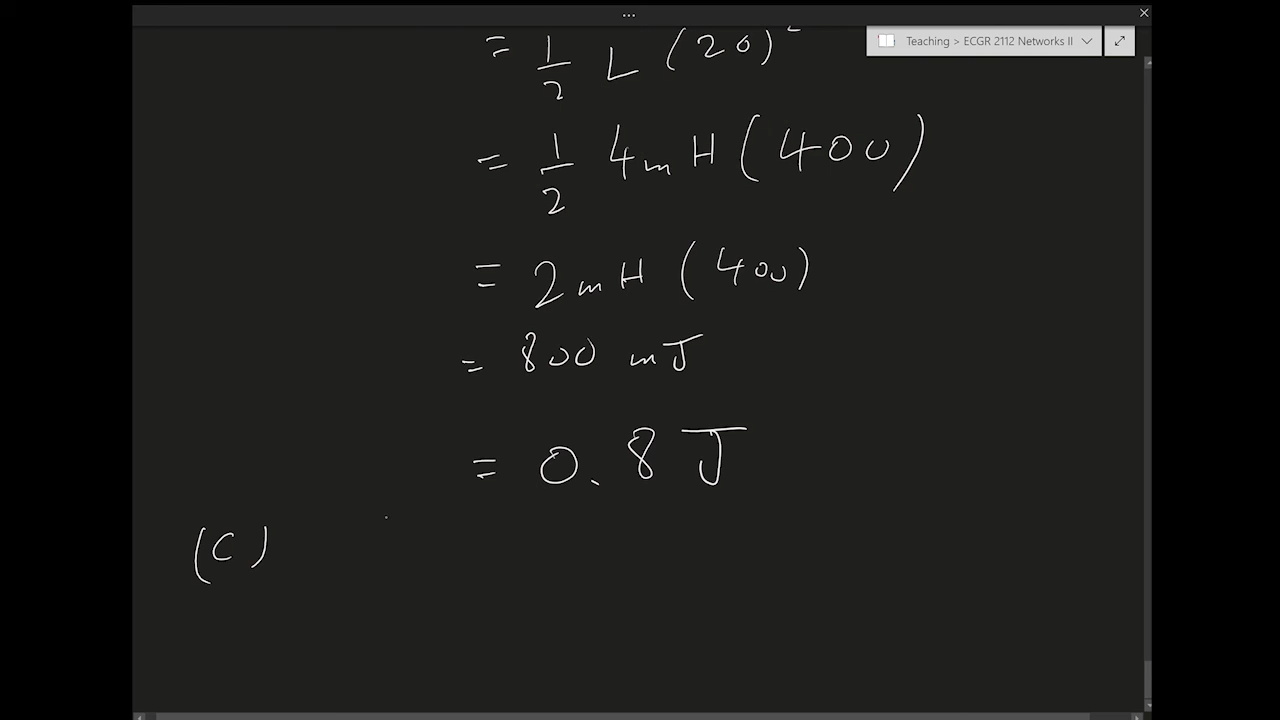 ...
Teaching > ECGR 2112 Networks II
= 1/2 L (20)²
= 1/2 4mH (400)
= 2mH (400)
= 800 mJ
= 0.8 J
(c)